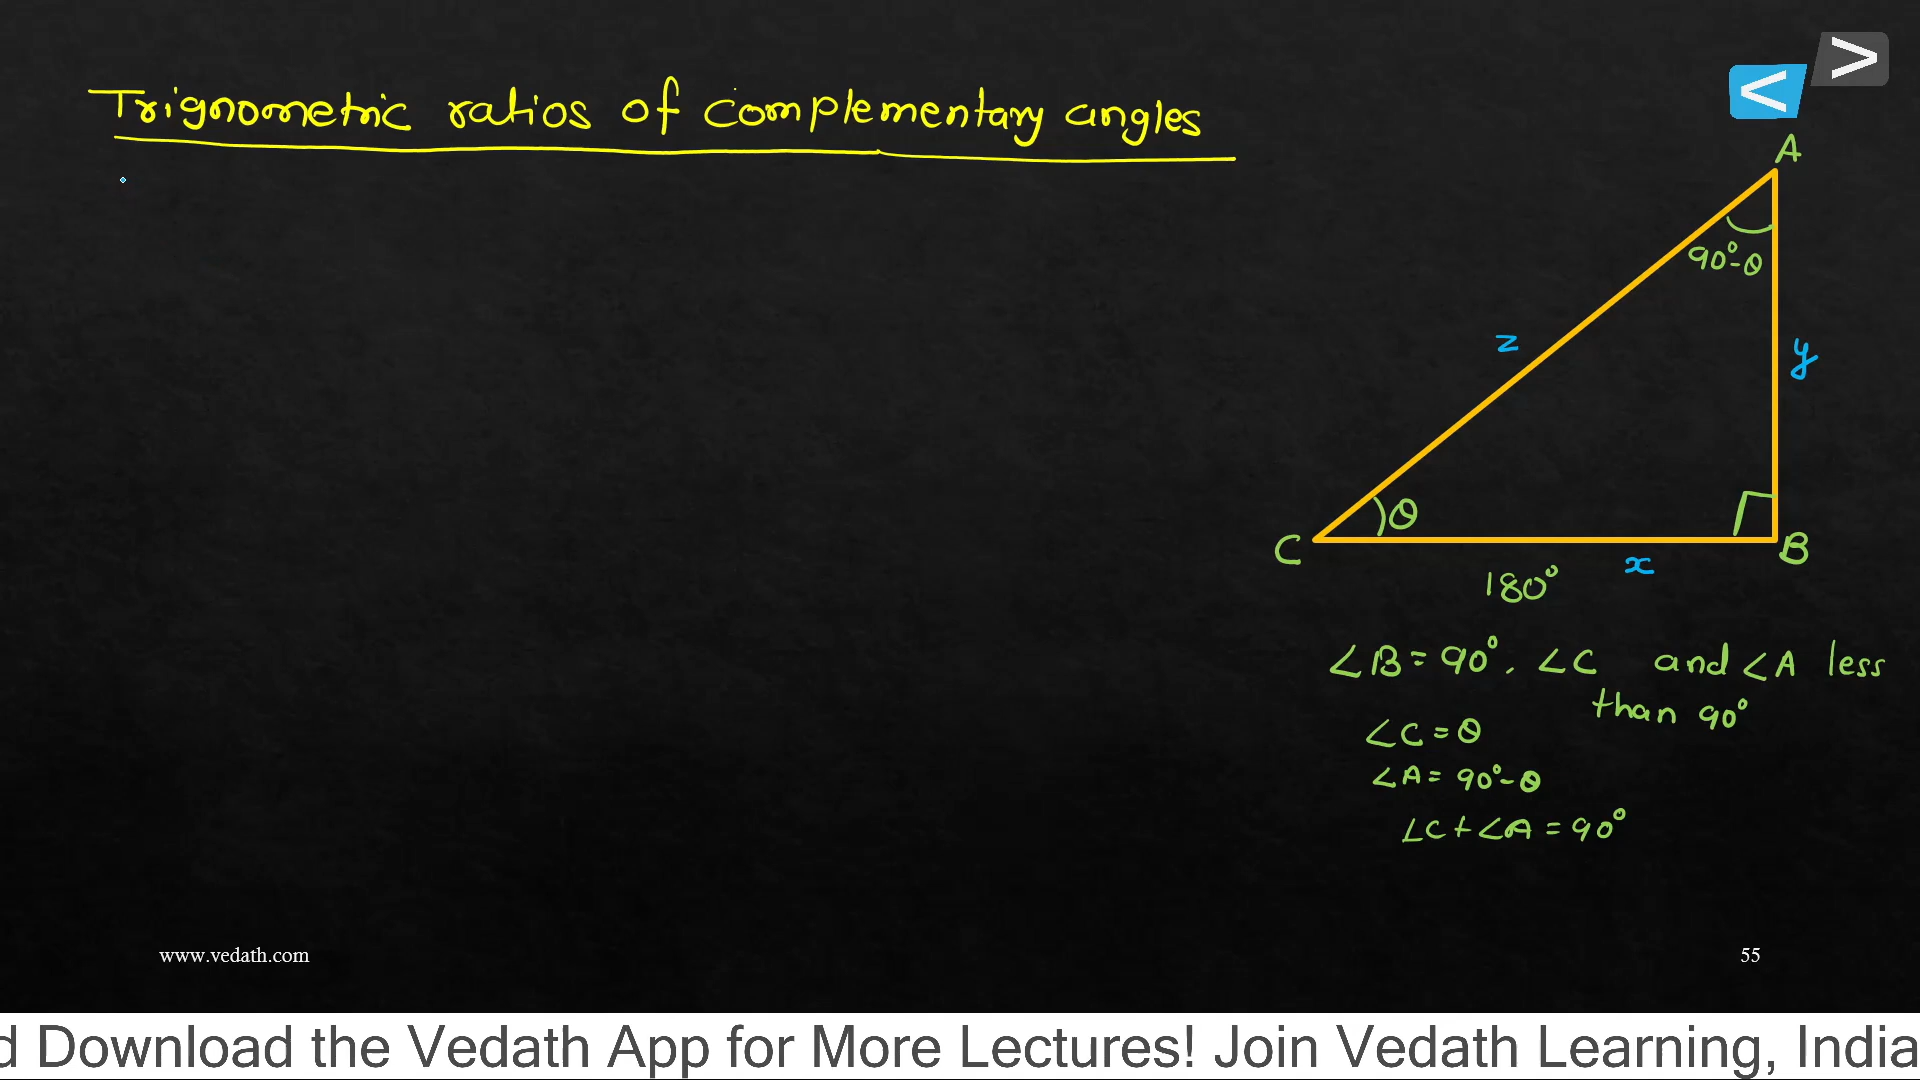 Trignometric ratios of complementary angles
< >
A
90°-θ
z
y
θ
C
B
x
180°
∠B = 90°, ∠C and ∠A less
than 90°
∠C = θ
∠A = 90°-θ
∠C + ∠A = 90°
www.vedath.com
55
d Download the Vedath App for More Lectures! Join Vedath Learning, India